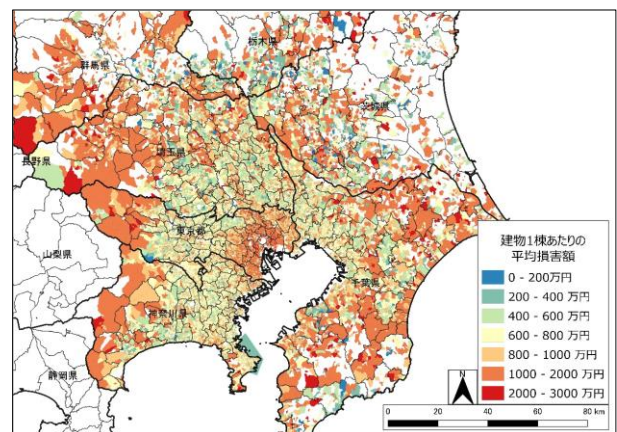 栃木県
群馬県
茨城県
埼玉県
長野県
東京都
山梨県
千葉県
神奈川県
静岡県
建物1棟あたりの
平均損害額
0 - 200万円
200 - 400 万円
400 - 600 万円
600 - 800 万円
800 - 1000 万円
1000 - 2000 万円
2000 - 3000 万円
N
0 20 40 60 80 km